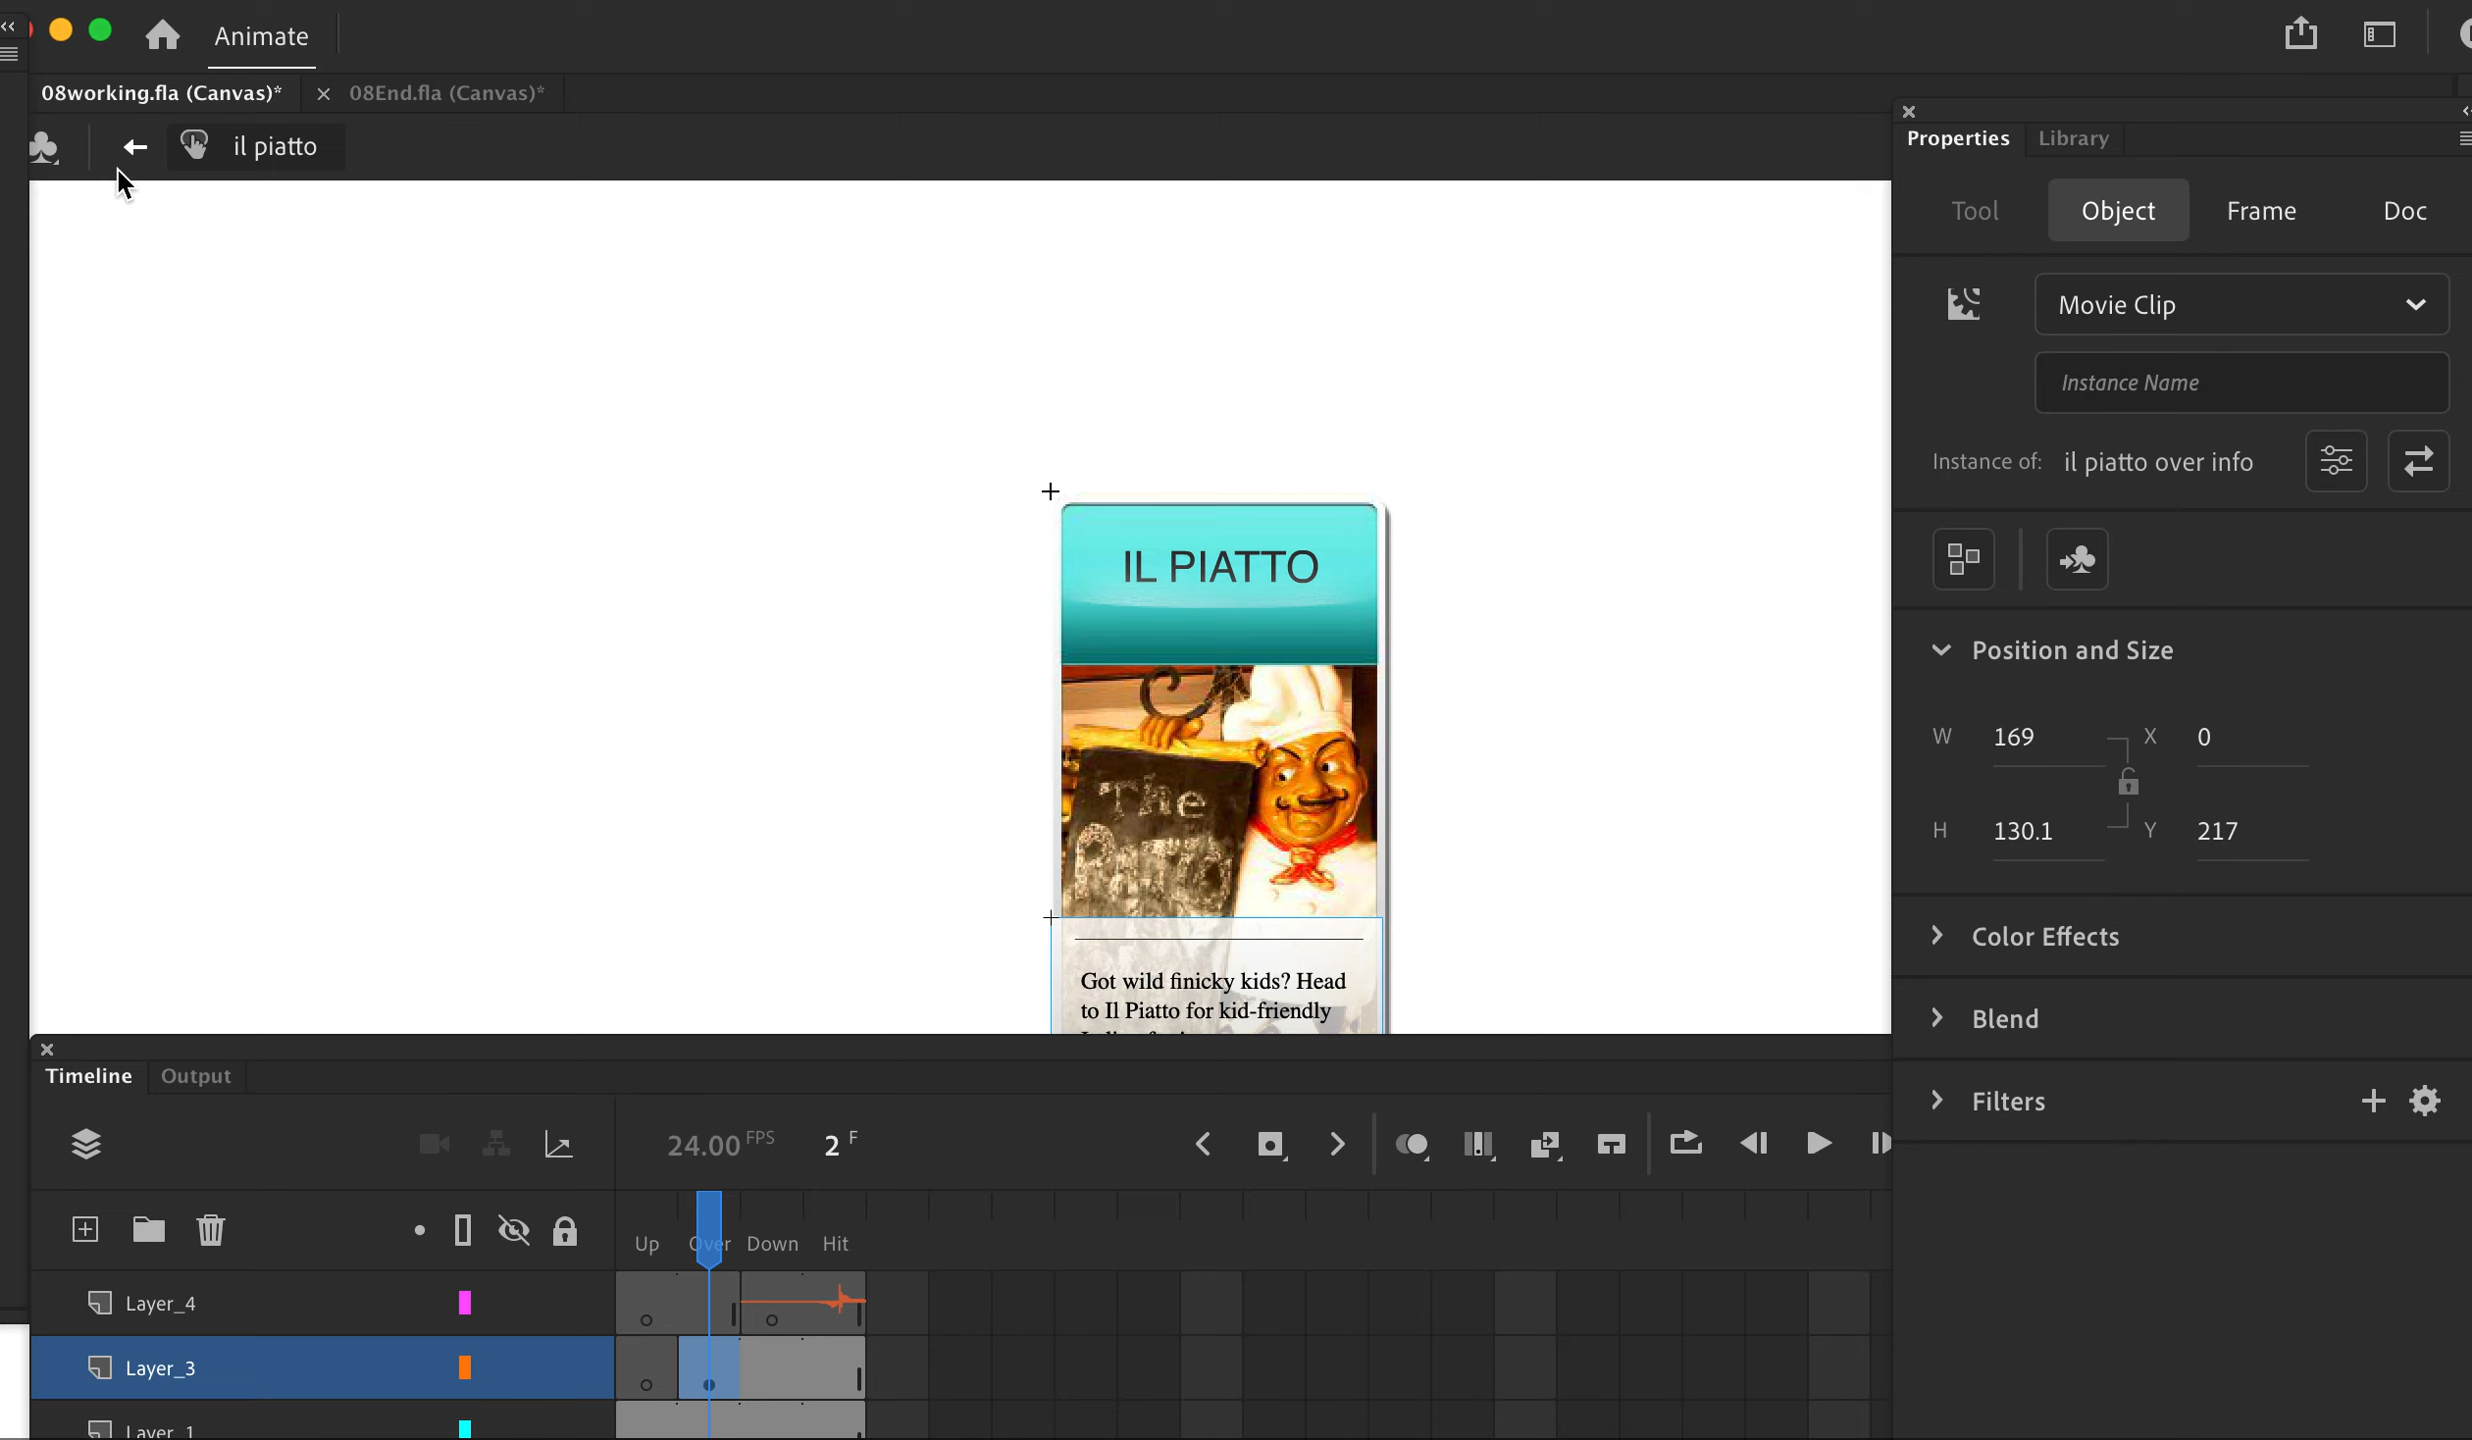 Animate
08working.fla (Canvas)*
08End.fla (Canvas)*
il piatto
Properties
Library
Tool
Object
Frame
Doc
Movie Clip
Instance Name
Instance of: il piatto over info
Position and Size
W 169 X 0
H 130.1 Y 217
Color Effects
Blend
Filters
IL PIATTO
The
Got wild finicky kids? Head
to Il Piatto for kid-friendly
Timeline
Output
24.00 FPS 2 F
Up Over Down Hit
Layer_4
Layer_3
Layer_1